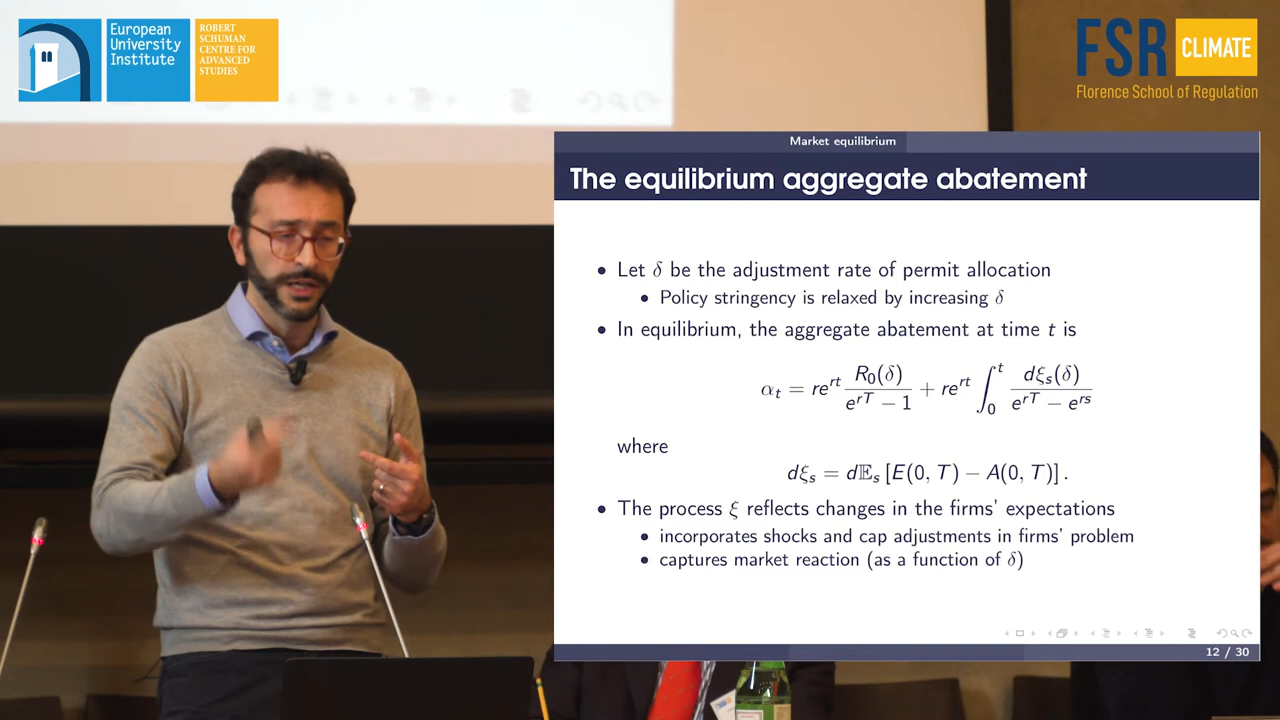 European
University
Institute
ROBERT
SCHUMAN
CENTRE FOR
ADVANCED
STUDIES
FSR CLIMATE
Florence School of Regulation
Market equilibrium
The equilibrium aggregate abatement
• Let δ be the adjustment rate of permit allocation
• Policy stringency is relaxed by increasing δ
• In equilibrium, the aggregate abatement at time t is
α_t = re^{rt} \frac{R_0(δ)}{e^{rT} − 1} + re^{rt} ∫_0^t \frac{dξ_s(δ)}{e^{rT} − e^{rs}}
where
dξ_s = d𝔼_s [E(0, T) − A(0, T)] .
• The process ξ reflects changes in the firms' expectations
• incorporates shocks and cap adjustments in firms' problem
• captures market reaction (as a function of δ)
12 / 30